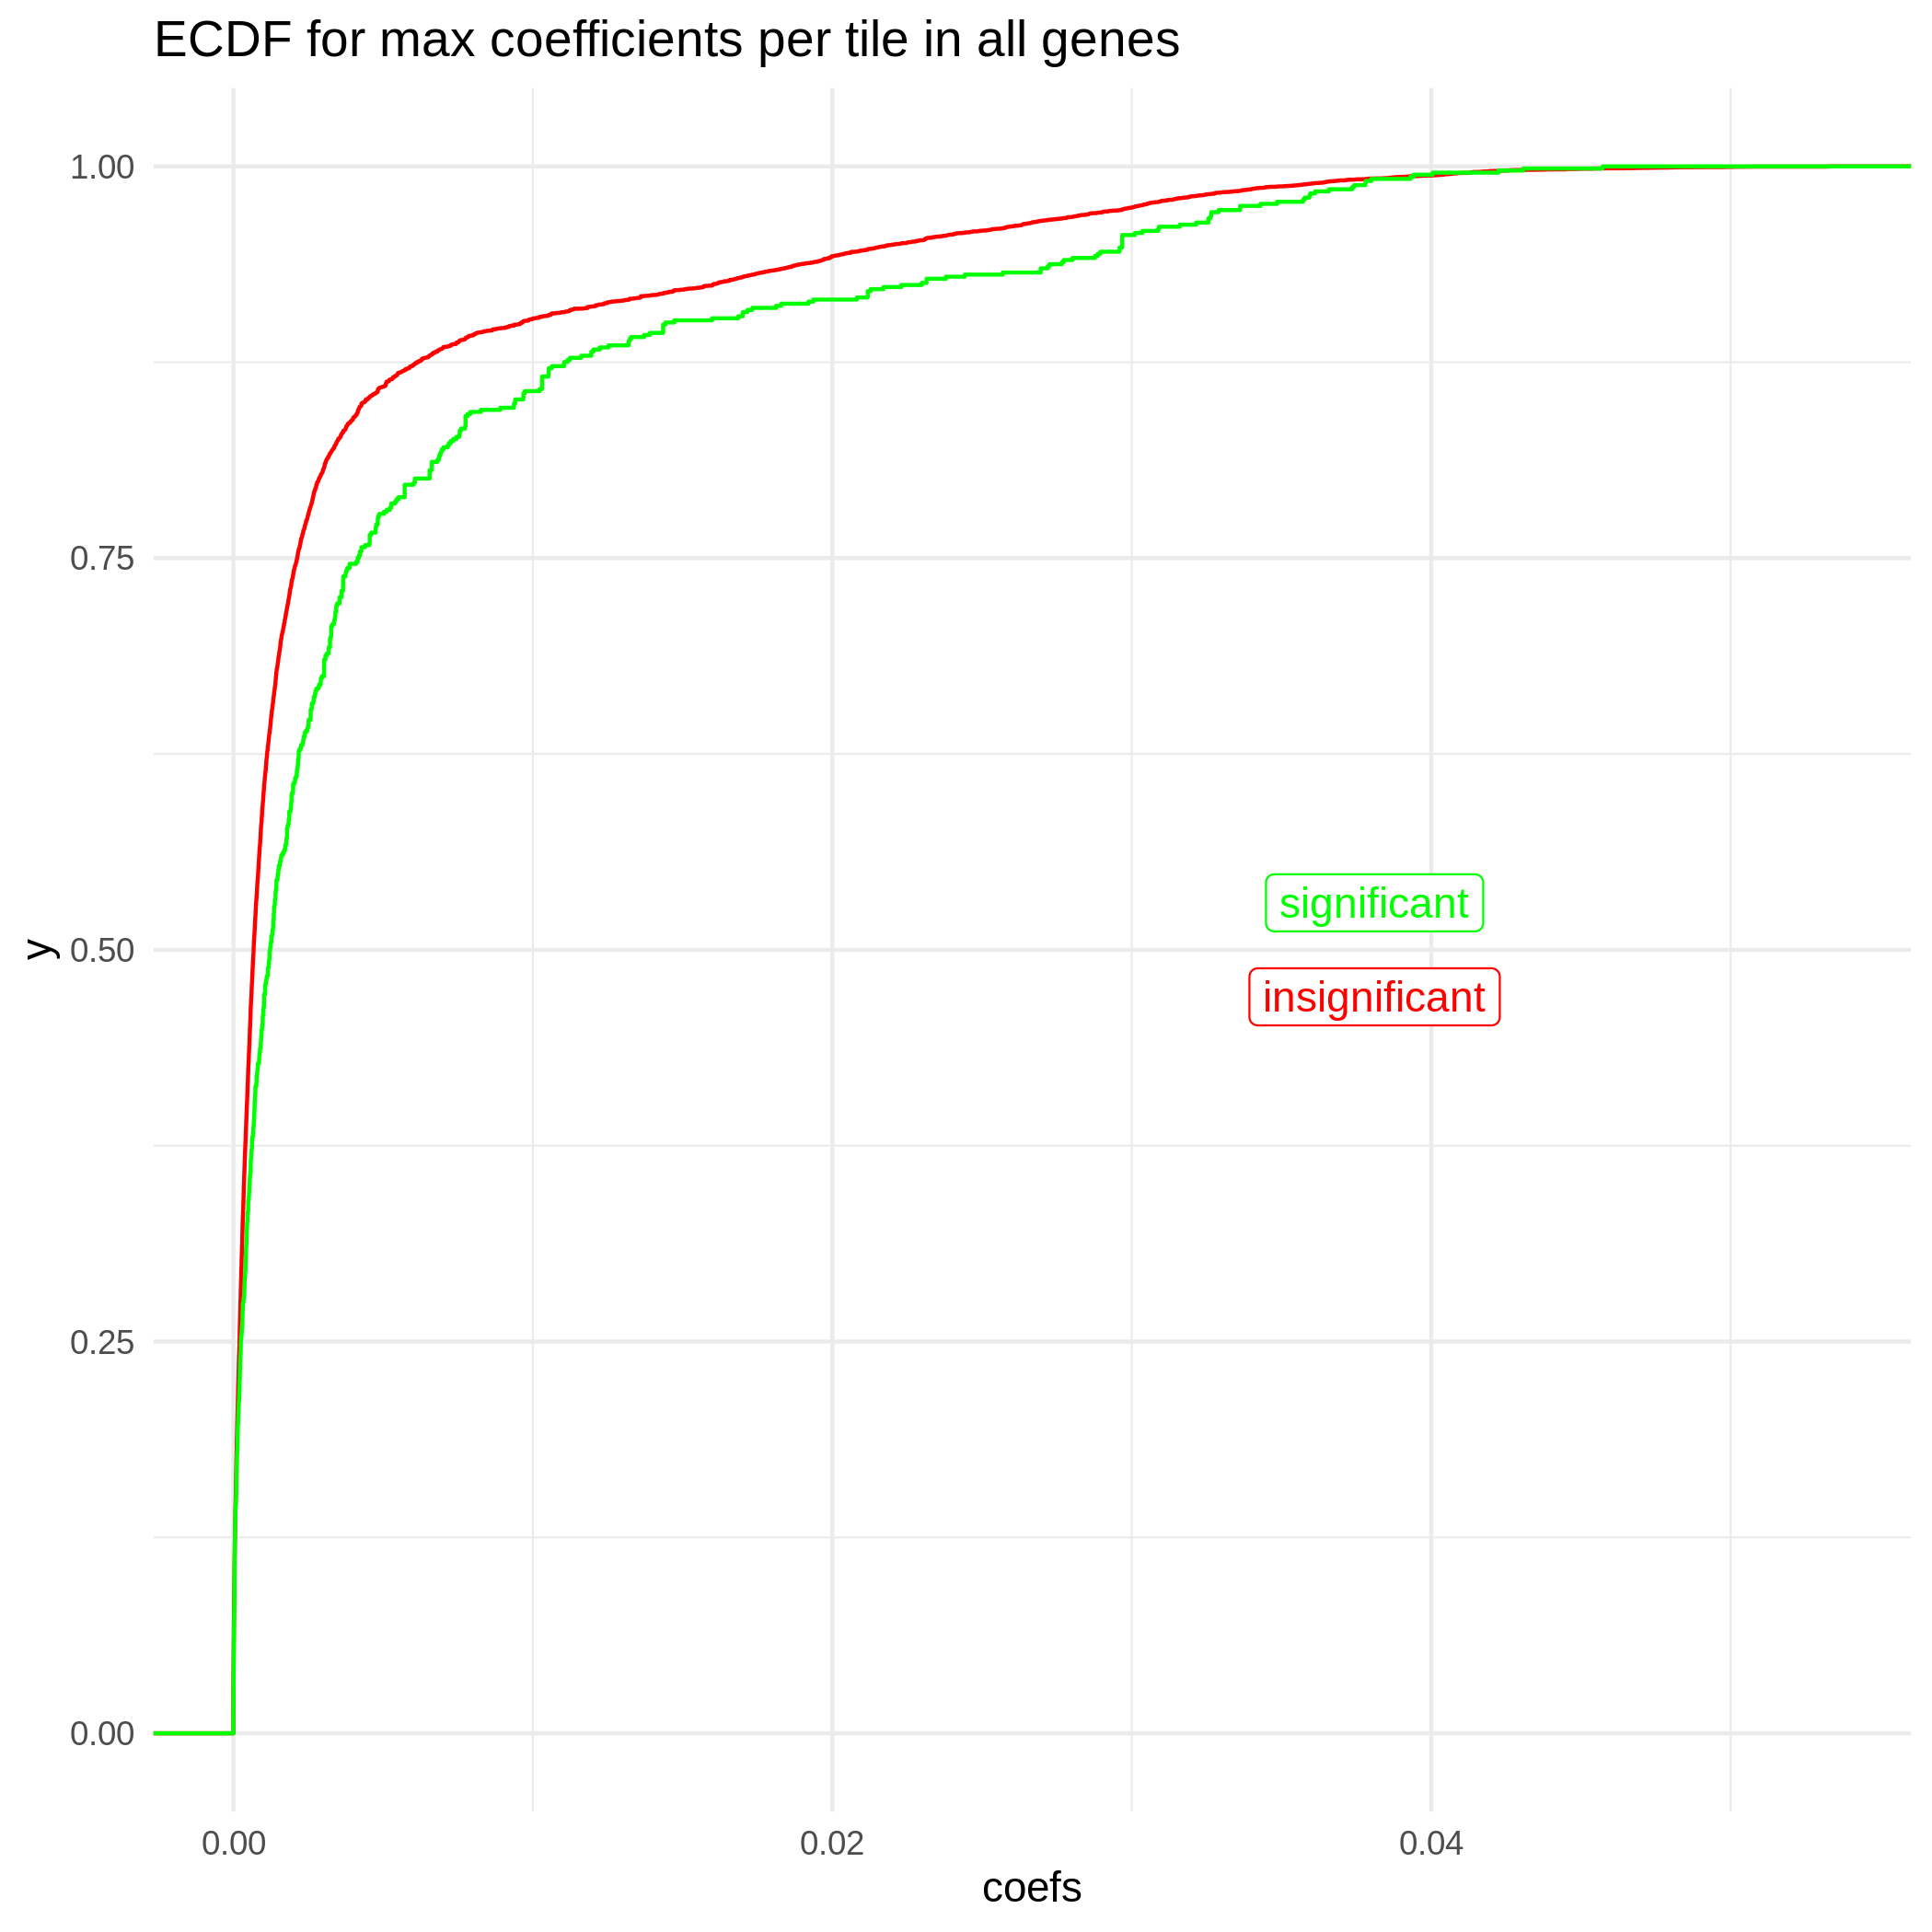 ECDF for max coefficients per tile in all genes
1.00
0.75
0.50
0.25
0.00
y
significant
insignificant
0.00 0.02 0.04
coefs